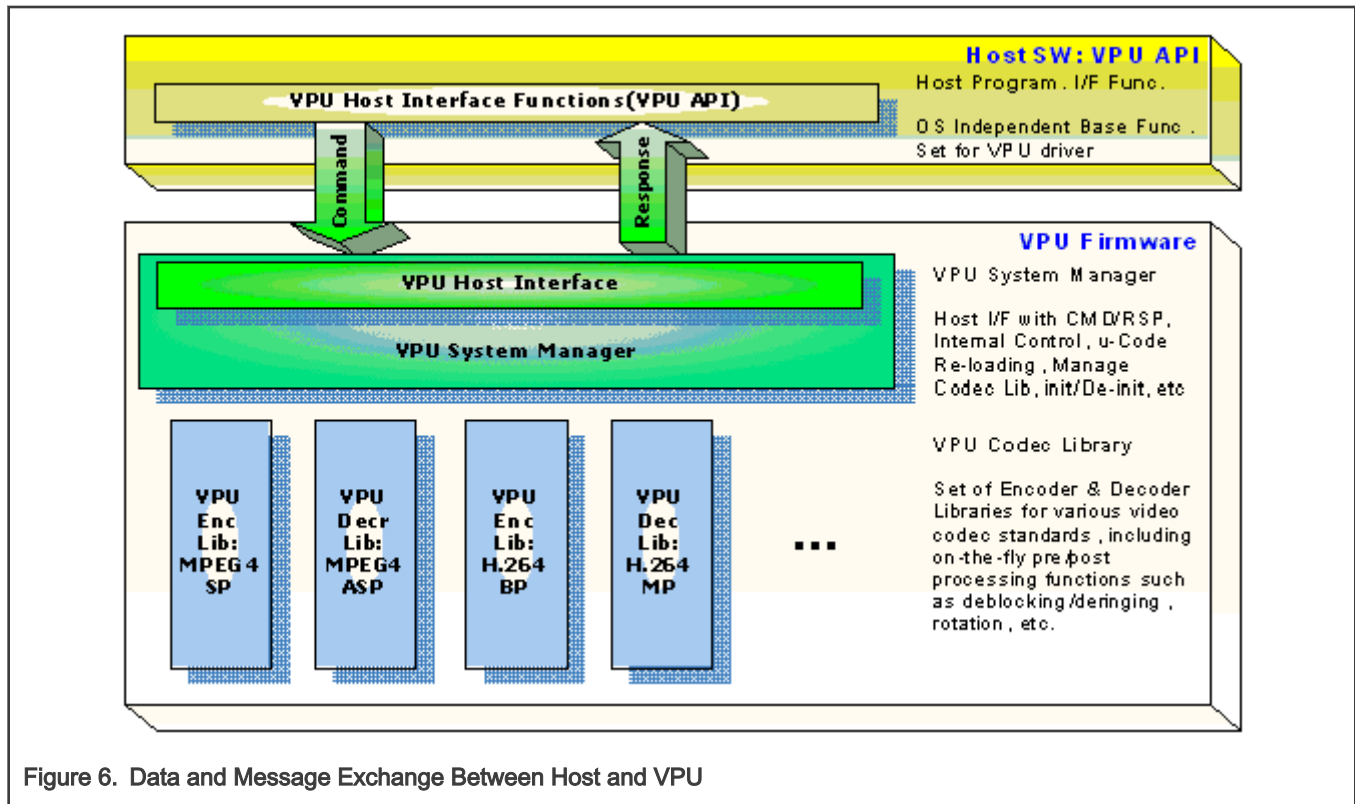 HostSW: VPU API
Host Program. I/F Func.
OS Independent Base Func.
Set for VPU driver
VPU Host Interface Functions(VPU API)
Command
Response
VPU Firmware
VPU Host Interface
VPU System Manager
VPU System Manager
Host I/F with CMD/RSP,
Internal Control, u-Code
Re-loading, Manage
Codec Lib, init/De-init, etc
VPU
Enc
Lib:
MPEG4
SP
VPU
Decr
Lib:
MPEG4
ASP
VPU
Enc
Lib:
H.264
BP
VPU
Dec
Lib:
H.264
MP
...
VPU Codec Library
Set of Encoder & Decoder
Libraries for various video
codec standards, including
on-the-fly pre/post
processing functions such
as deblocking/deringing,
rotation, etc.
Figure 6. Data and Message Exchange Between Host and VPU